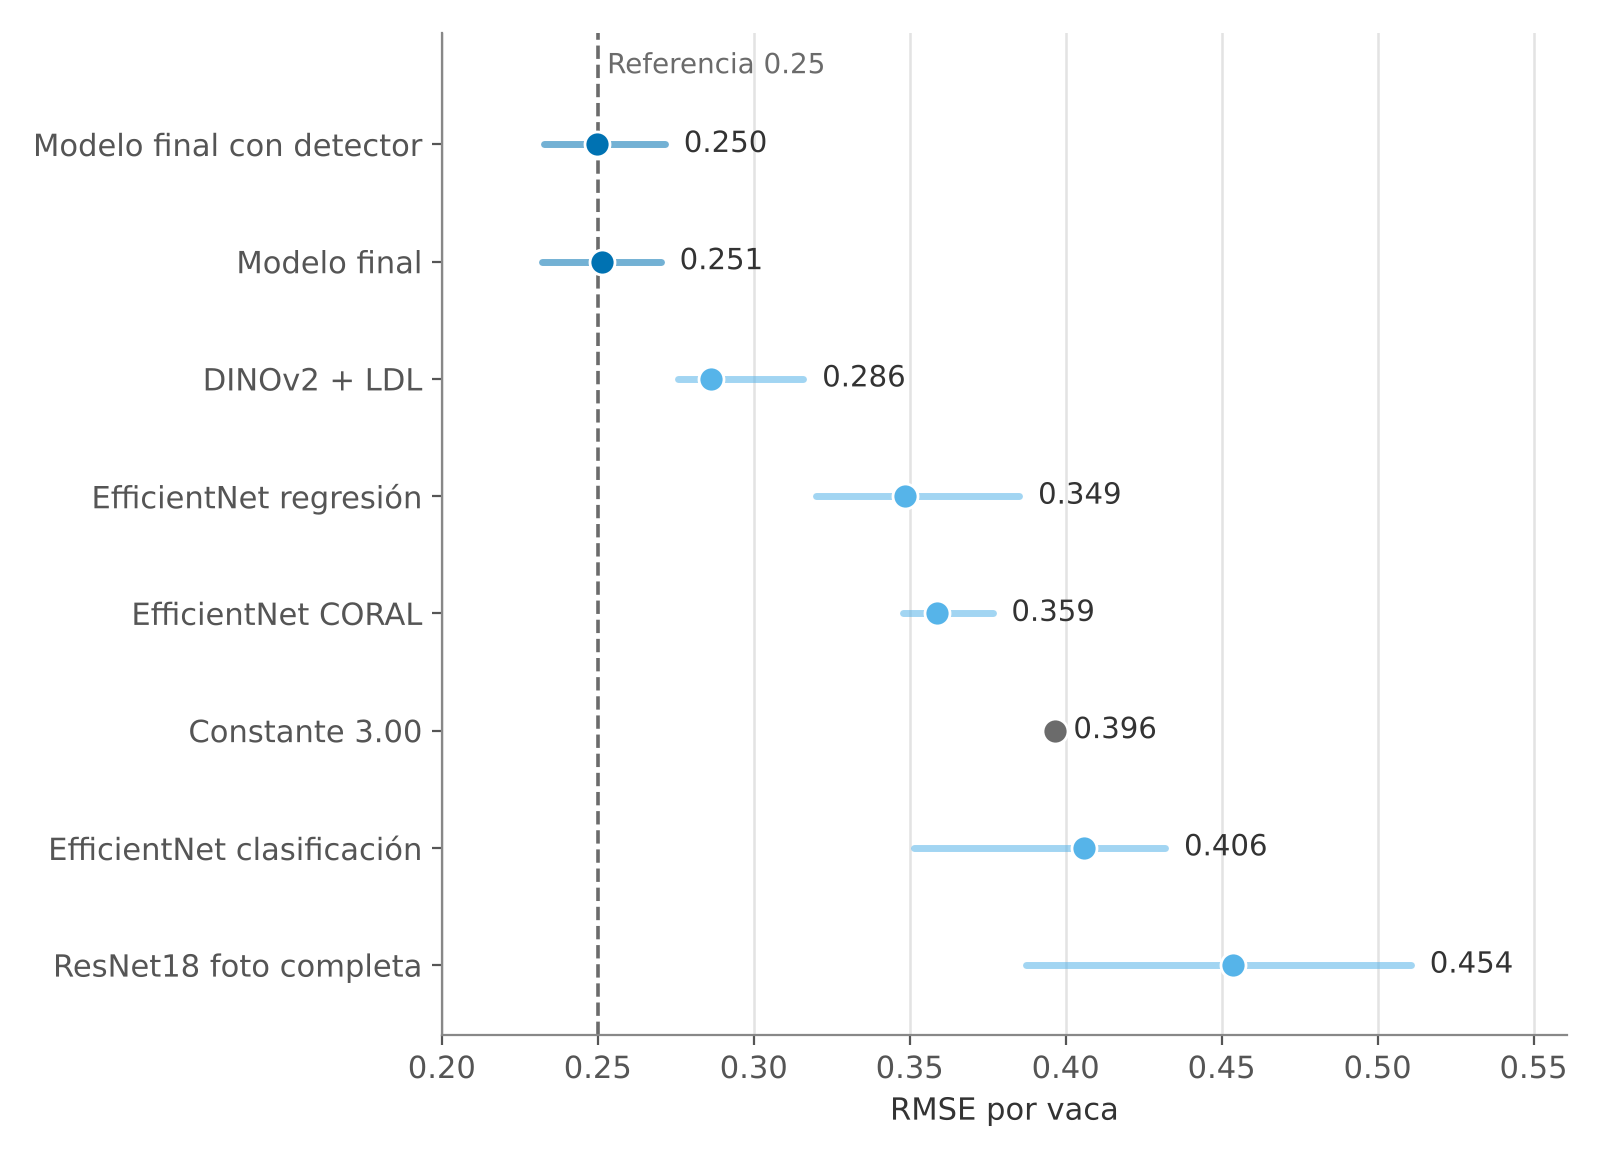 Referencia 0.25
Modelo final con detector 0.250
Modelo final 0.251
DINOv2 + LDL 0.286
EfficientNet regresión 0.349
EfficientNet CORAL 0.359
Constante 3.00 0.396
EfficientNet clasificación 0.406
ResNet18 foto completa 0.454
0.20 0.25 0.30 0.35 0.40 0.45 0.50 0.55
RMSE por vaca